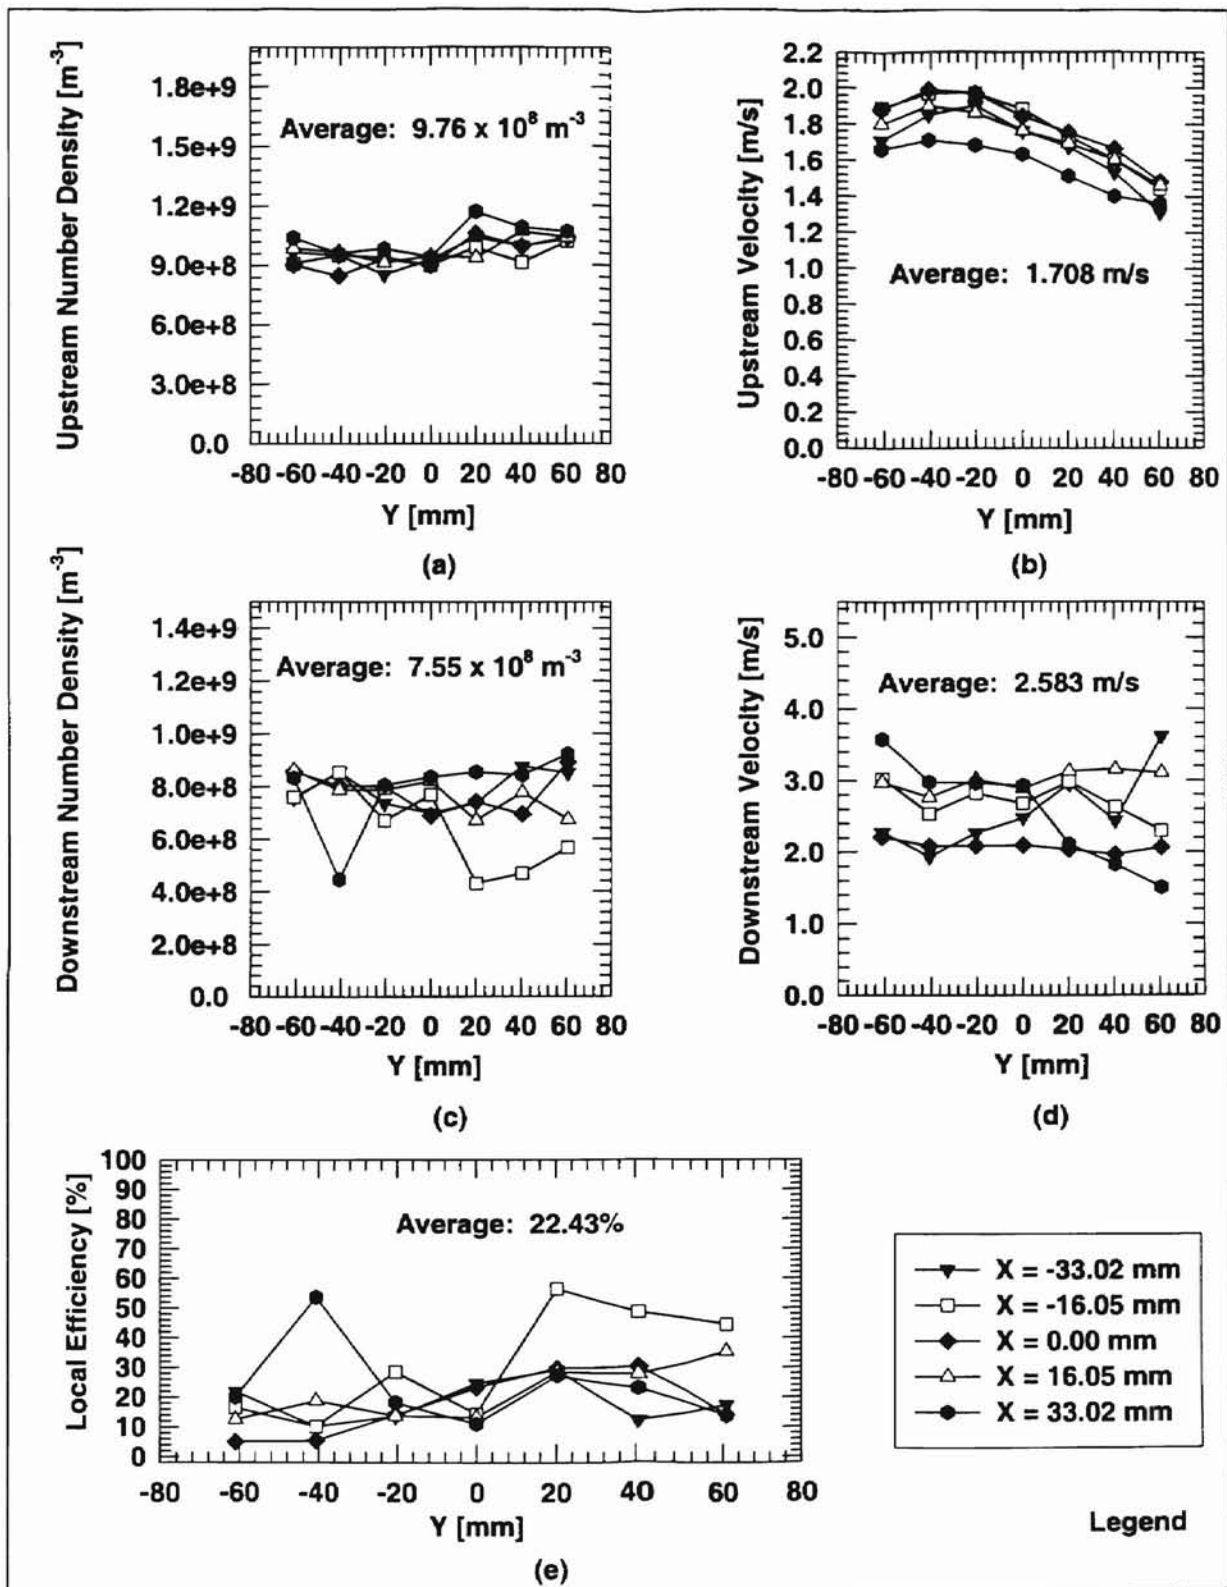 Upstream Number Density [m⁻³]
1.8e+9
1.5e+9
1.2e+9
9.0e+8
6.0e+8
3.0e+8
0.0
Average: 9.76 x 10⁸ m⁻³
-80 -60 -40 -20 0 20 40 60 80
Y [mm]
(a)
Upstream Velocity [m/s]
2.2
2.0
1.8
1.6
1.4
1.2
1.0
0.8
0.6
0.4
0.2
0.0
Average: 1.708 m/s
-80 -60 -40 -20 0 20 40 60 80
Y [mm]
(b)
Downstream Number Density [m⁻³]
1.4e+9
1.2e+9
1.0e+9
8.0e+8
6.0e+8
4.0e+8
2.0e+8
0.0
Average: 7.55 x 10⁸ m⁻³
-80 -60 -40 -20 0 20 40 60 80
Y [mm]
(c)
Downstream Velocity [m/s]
5.0
4.0
3.0
2.0
1.0
0.0
Average: 2.583 m/s
-80 -60 -40 -20 0 20 40 60 80
Y [mm]
(d)
Local Efficiency [%]
100
90
80
70
60
50
40
30
20
10
0
Average: 22.43%
-80 -60 -40 -20 0 20 40 60 80
Y [mm]
(e)
X = -33.02 mm
X = -16.05 mm
X = 0.00 mm
X = 16.05 mm
X = 33.02 mm
Legend